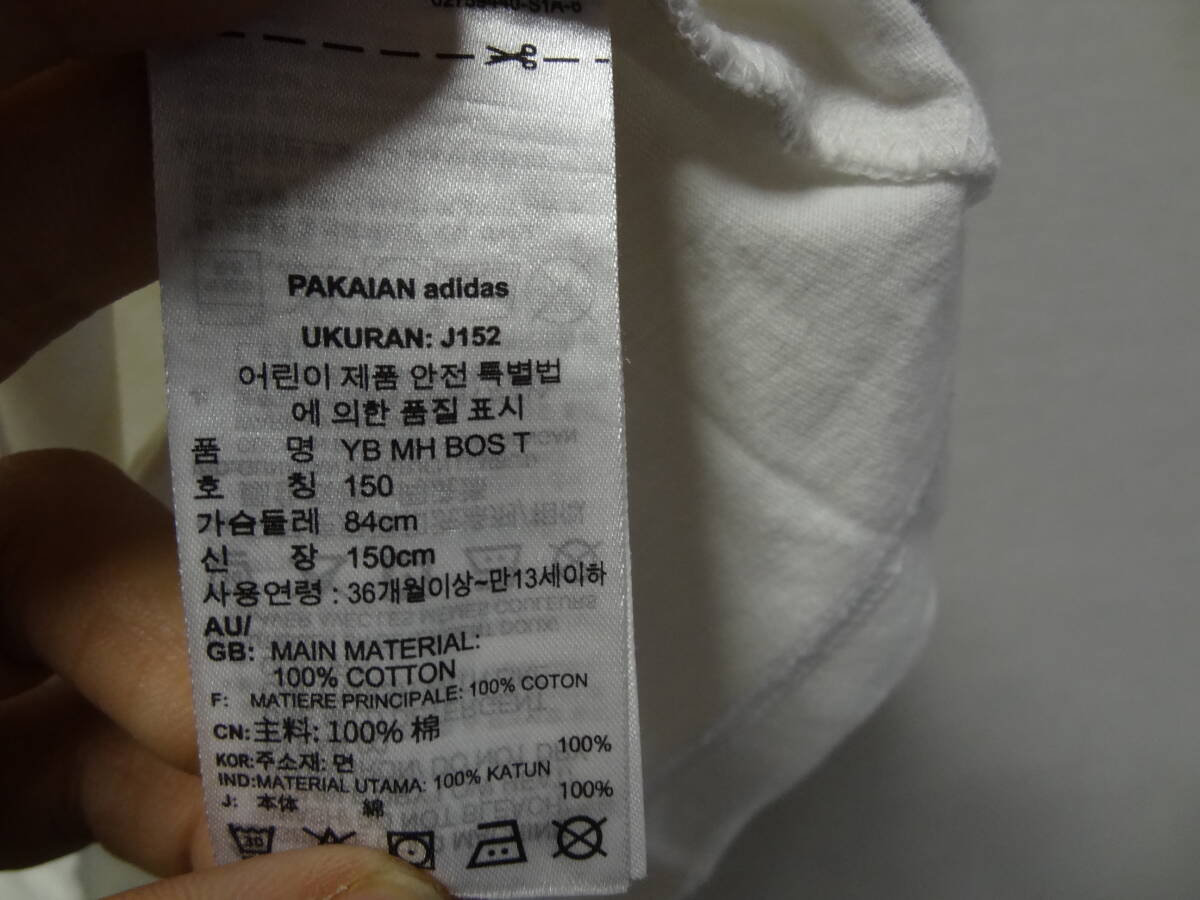 PAKAIAN adidas
UKURAN: J152
어린이 제품 안전 특별법
에 의한 품질 표시
품 명 YB MH BOS T
호 칭 150
가슴둘레 84cm
신 장 150cm
사용연령 : 36개월이상~만13세이하
AU/
GB: MAIN MATERIAL:
100% COTTON
F: MATIERE PRINCIPALE: 100% COTON
CN:主料: 100% 棉
KOR:주소재: 면 100%
IND:MATERIAL UTAMA: 100% KATUN
J: 本体 綿 100%
30